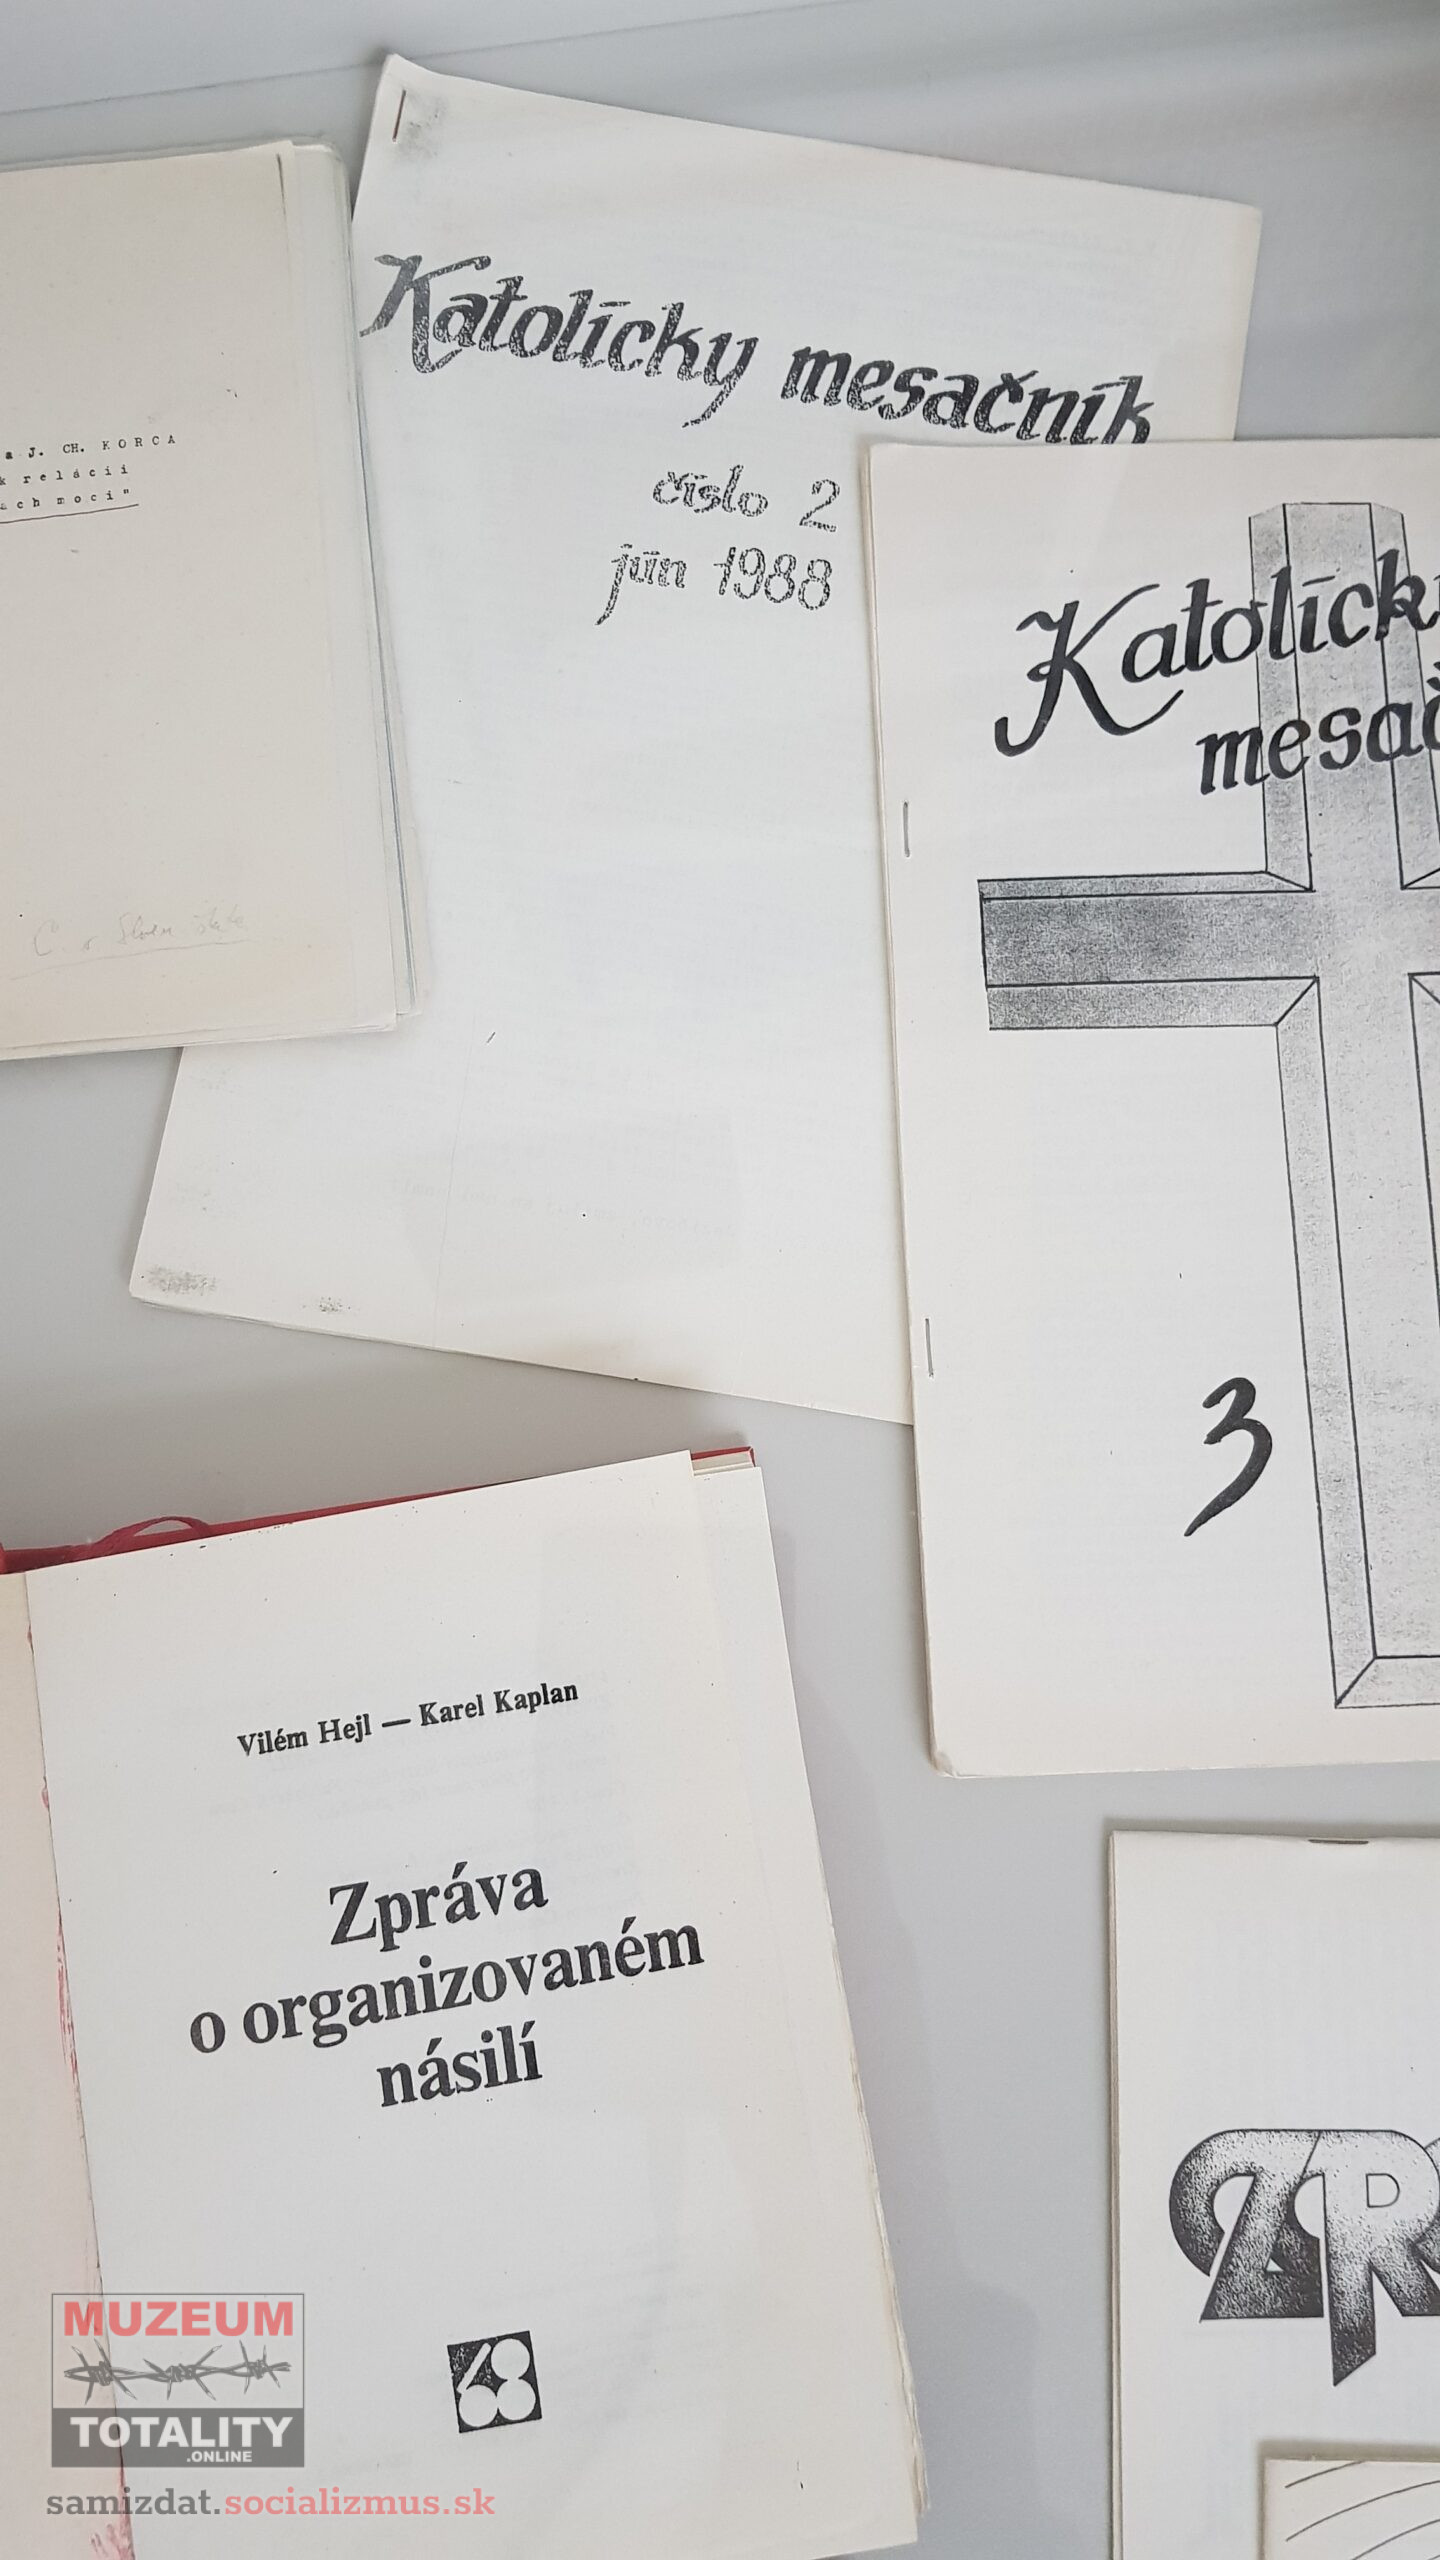 a J. CH. KORCA
k relácii
ach moci"
Katolícky mesačník
číslo 2
jún 1988
Katolícky
mesač
3
Vilém Hejl — Karel Kaplan
Zpráva
o organizovaném
násilí
68
ZR
MUZEUM
TOTALITY
.ONLINE
samizdat.socializmus.sk